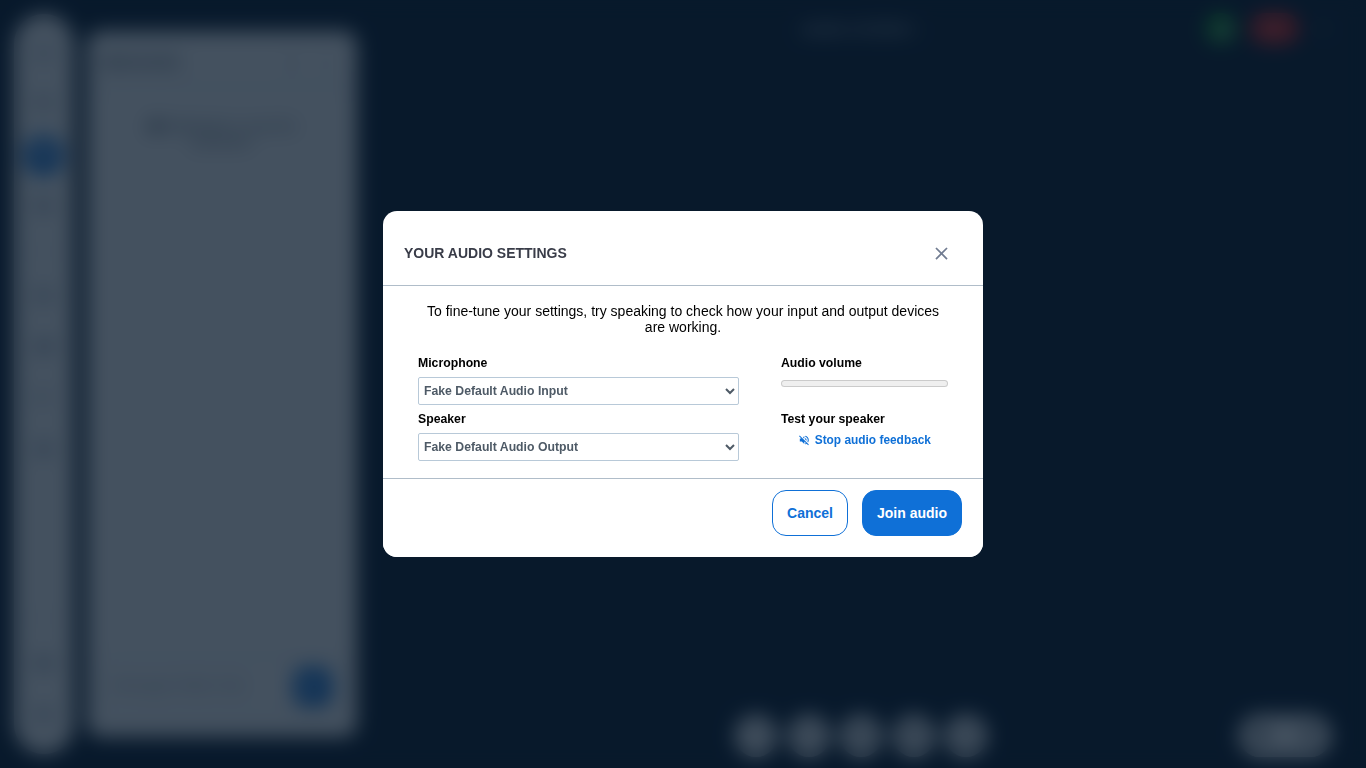 YOUR AUDIO SETTINGS
To fine-tune your settings, try speaking to check how your input and output devices
are working.
Microphone
Audio volume
Fake Default Audio Input
Speaker
Test your speaker
Stop audio feedback
Fake Default Audio Output
Cancel
Join audio